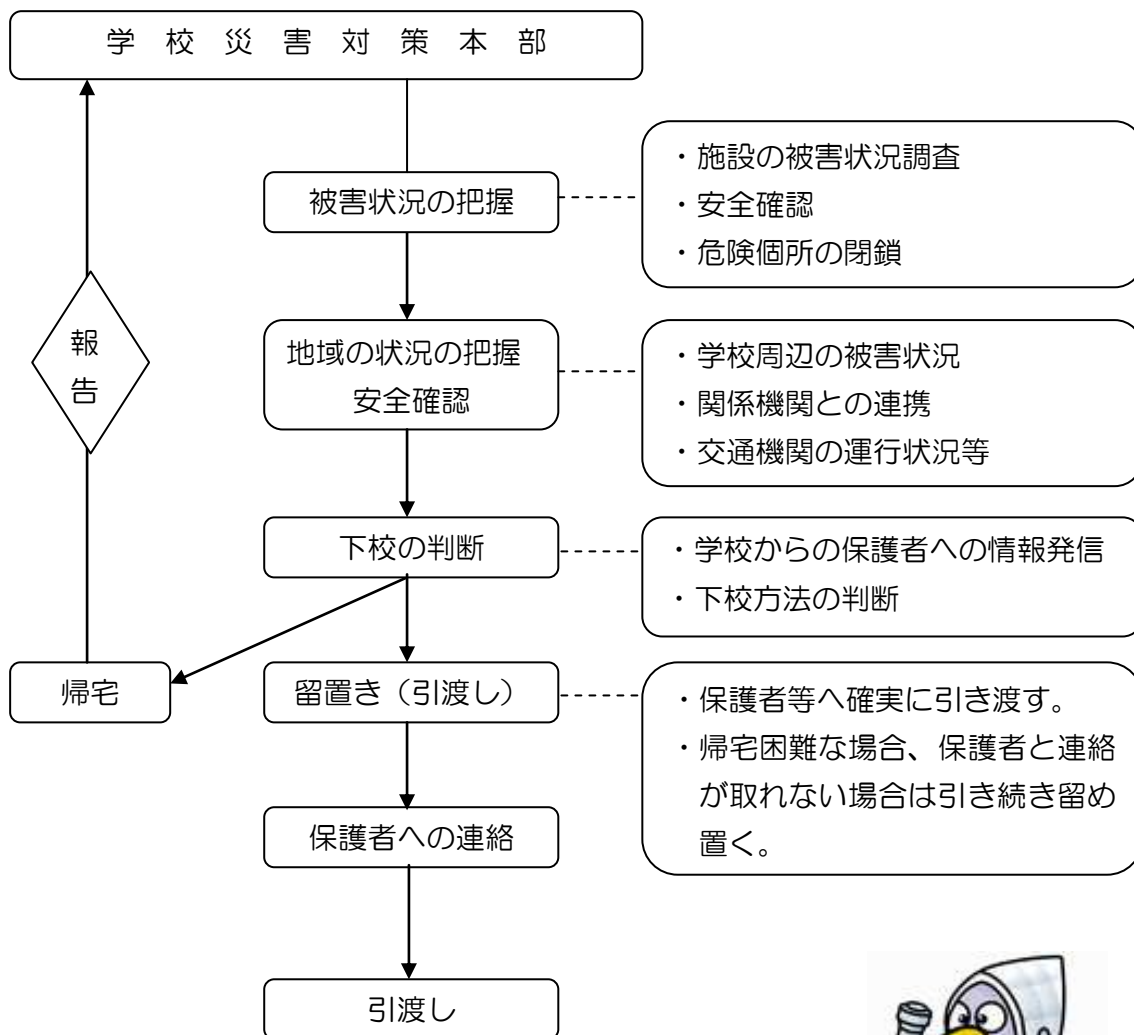 学校災害対策本部
被害状況の把握
・施設の被害状況調査
・安全確認
・危険個所の閉鎖
報
告
地域の状況の把握
安全確認
・学校周辺の被害状況
・関係機関との連携
・交通機関の運行状況等
下校の判断
・学校からの保護者への情報発信
・下校方法の判断
帰宅
留置き（引渡し）
・保護者等へ確実に引き渡す。
・帰宅困難な場合、保護者と連絡
が取れない場合は引き続き留め
置く。
保護者への連絡
引渡し